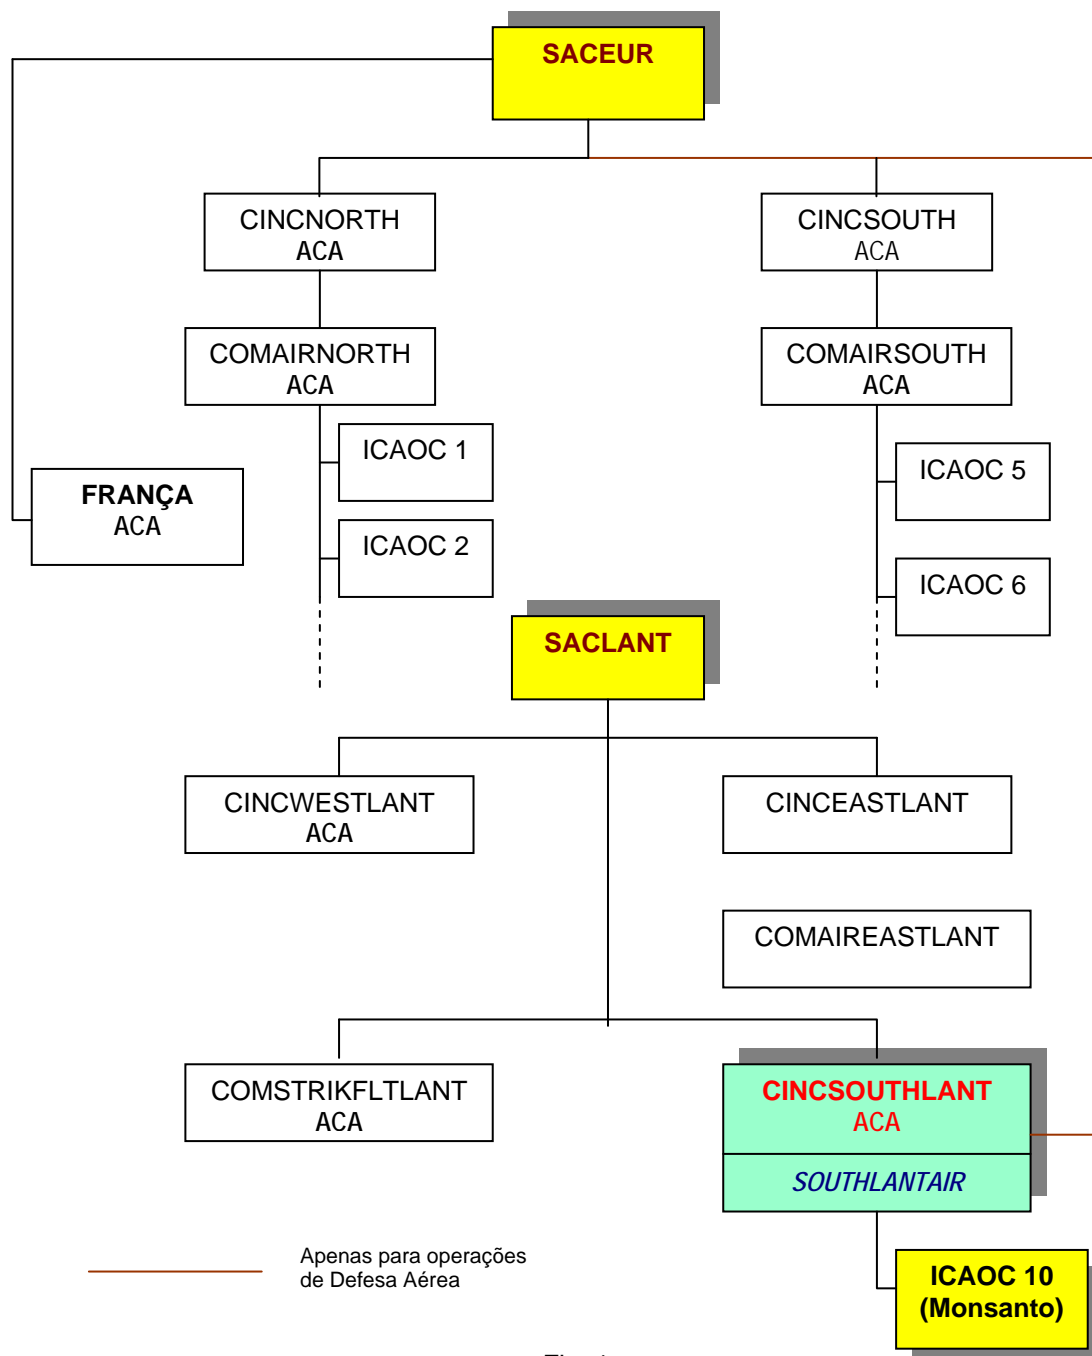 SACEUR
CINCNORTH
ACA
CINCSOUTH
ACA
COMAIRNORTH
ACA
COMAIRSOUTH
ACA
ICAOC 1
ICAOC 5
FRANÇA
ACA
ICAOC 2
ICAOC 6
SACLANT
CINCWESTLANT
ACA
CINCEASTLANT
COMAIREASTLANT
COMSTRIKFLTLANT
ACA
CINCSOUTHLANT
ACA
SOUTHLANTAIR
Apenas para operações
de Defesa Aérea
ICAOC 10
(Monsanto)